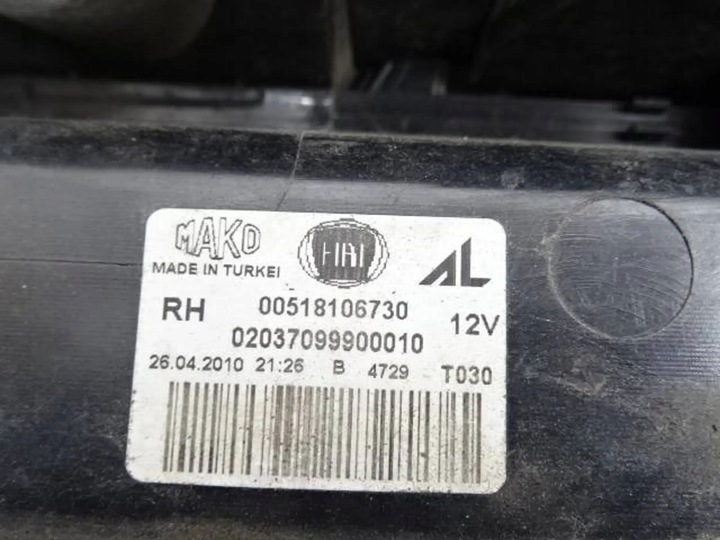 MAKO FIAT AL
MADE IN TURKEI
RH 00518106730 12V
02037099900010
26.04.2010 21:26 B 4729 T030